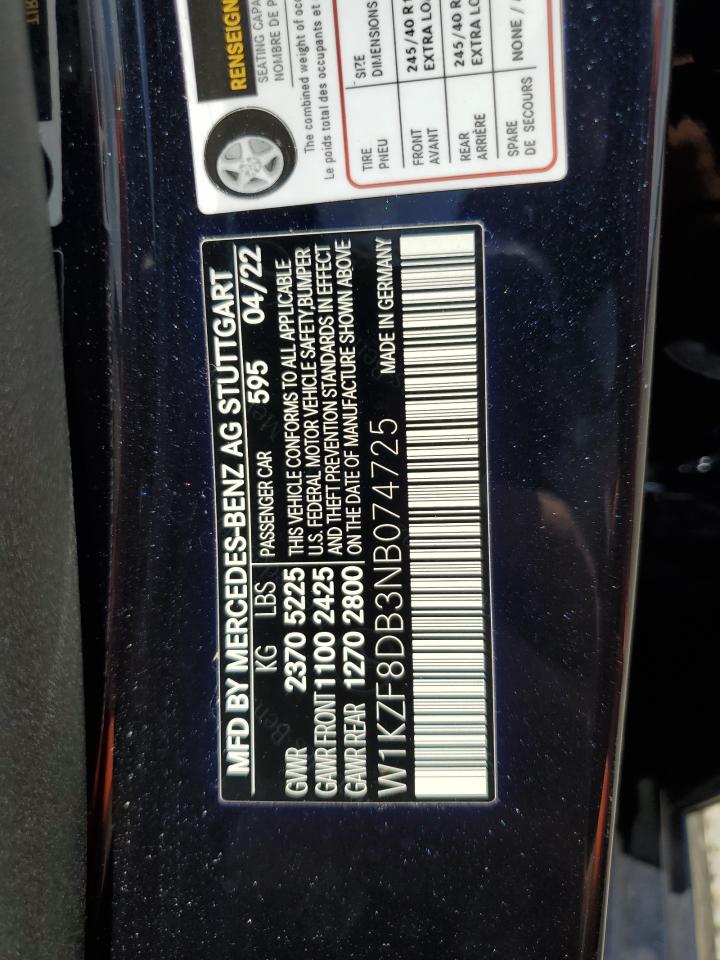 MFD BY MERCEDES-BENZ AG STUTTGART
KG LBS PASSENGER CAR 595 04/22
GVWR 2370 5225 THIS VEHICLE CONFORMS TO ALL APPLICABLE
GAWR FRONT 1100 2425 U.S. FEDERAL MOTOR VEHICLE SAFETY,BUMPER
GAWR REAR 1270 2800 AND THEFT PREVENTION STANDARDS IN EFFECT
ON THE DATE OF MANUFACTURE SHOWN ABOVE
W1KZF8DB3NB074725 MADE IN GERMANY
RENSEIGN
SEATING CAPA
NOMBRE DE P
The combined weight of occ
Le poids total des occupants et
TIRE SIZE
PNEU DIMENSIONS
FRONT 245/40 R1
AVANT EXTRA LOA
REAR 245/40 R
ARRIÈRE EXTRA LO
SPARE NONE /
DE SECOURS